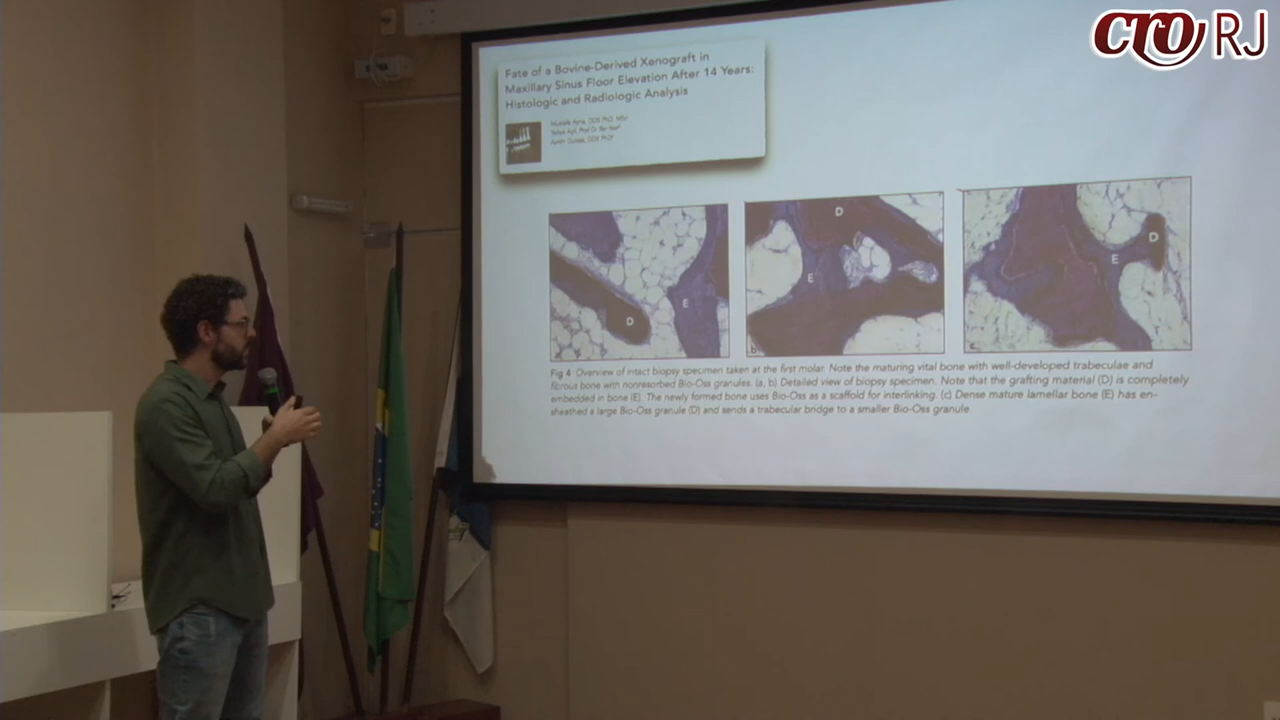 CRO RJ
Fate of a Bovine-Derived Xenograft in
Maxillary Sinus Floor Elevation After 14 Years:
Histologic and Radiologic Analysis
D
E
D
E
b
D
E
c
Fig 4 Overview of intact biopsy specimen taken at the first molar. Note the maturing vital bone with well-developed trabeculae and
fibrous bone with nonresorbed Bio-Oss granules. (a, b) Detailed view of biopsy specimen. Note that the grafting material (D) is completely
embedded in bone (E). The newly formed bone uses Bio-Oss as a scaffold for interlinking. (c) Dense mature lamellar bone (E) has en-
sheathed a large Bio-Oss granule (D) and sends a trabecular bridge to a smaller Bio-Oss granule.